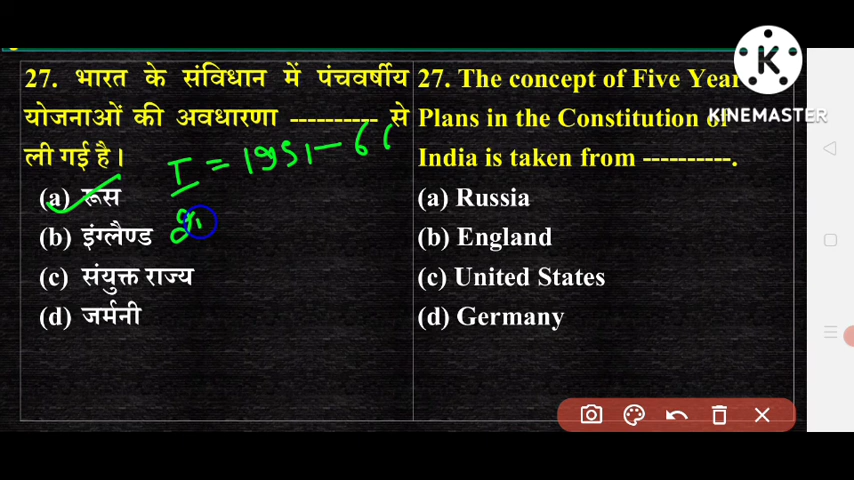 27. भारत के संविधान में पंचवर्षीय
योजनाओं की अवधारणा ---------- से
ली गई है।
I = 1951-
(a) रूस
(b) इंग्लैण्ड
(c) संयुक्त राज्य
(d) जर्मनी
27. The concept of Five Year
Plans in the Constitution of
India is taken from ----------.
(a) Russia
(b) England
(c) United States
(d) Germany
K
KINEMASTER